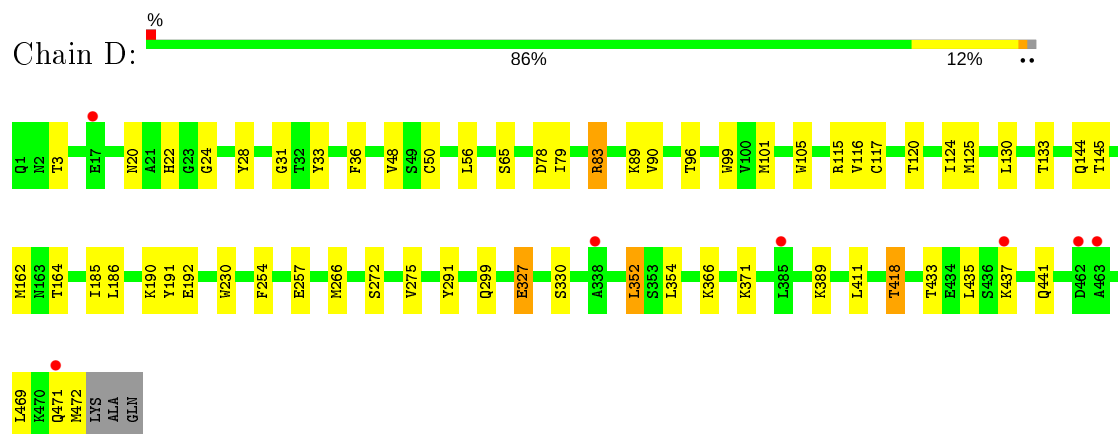 %
Chain D:
86% 12% ••
Q1 N2 T3 E17 N20 A21 H22 G23 G24 Y28 G31 T32 Y33 F36 V48 S49 C50 L56 S65 D78 I79 R83 K89 V90 T96 W99 V100 M101 W105 R115 V116 C117 T120 I124 M125 L130 T133 Q144 T145
M162 N163 T164 I185 L186 K190 Y191 E192 W230 F254 E257 M266 S272 V275 Y291 Q299 E327 S330 A338 L352 S353 L354 K366 K371 L385 K389 L411 T418 T433 E434 L435 S436 K437 Q441 D462 A463
L469 K470 Q471 M472 LYS ALA GLN